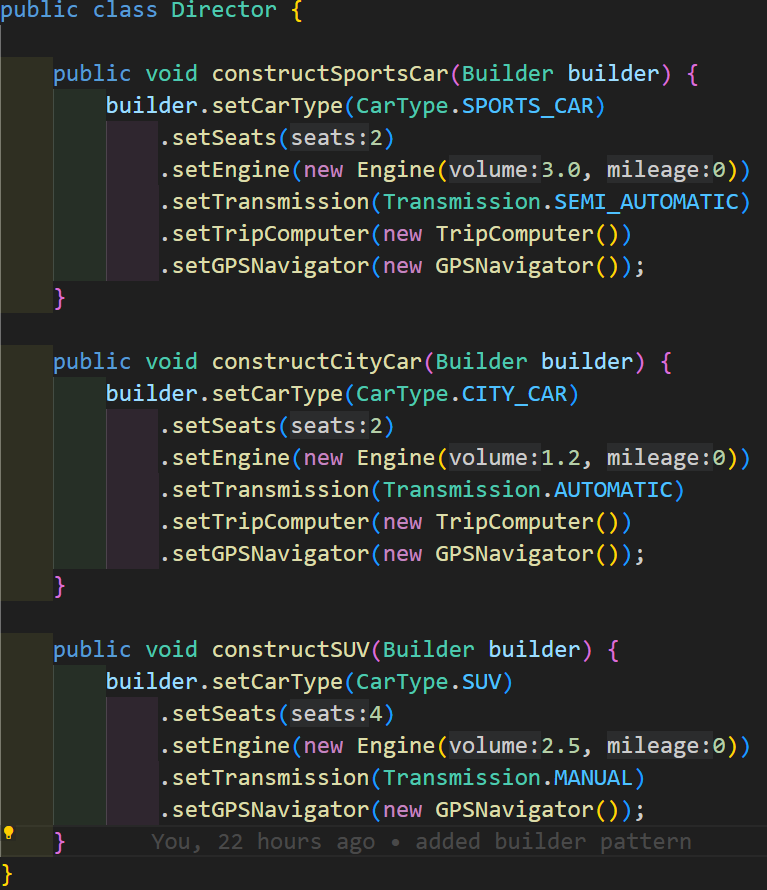 public class Director {
public void constructSportsCar(Builder builder) {
builder.setCarType(CarType.SPORTS_CAR)
.setSeats(seats:2)
.setEngine(new Engine(volume:3.0, mileage:0))
.setTransmission(Transmission.SEMI_AUTOMATIC)
.setTripComputer(new TripComputer())
.setGPSNavigator(new GPSNavigator());
}
public void constructCityCar(Builder builder) {
builder.setCarType(CarType.CITY_CAR)
.setSeats(seats:2)
.setEngine(new Engine(volume:1.2, mileage:0))
.setTransmission(Transmission.AUTOMATIC)
.setTripComputer(new TripComputer())
.setGPSNavigator(new GPSNavigator());
}
public void constructSUV(Builder builder) {
builder.setCarType(CarType.SUV)
.setSeats(seats:4)
.setEngine(new Engine(volume:2.5, mileage:0))
.setTransmission(Transmission.MANUAL)
.setGPSNavigator(new GPSNavigator());
} You, 22 hours ago • added builder pattern
}